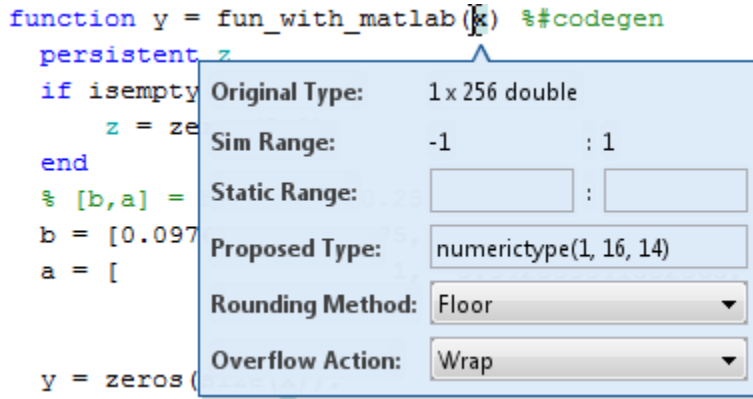 function y = fun_with_matlab(x) %#codegen
persistent z
if isempty
Original Type: 1 x 256 double
z = ze
Sim Range: -1 : 1
end
% [b,a] =
Static Range: :
b = [0.097
Proposed Type: numerictype(1, 16, 14)
a = [
Rounding Method: Floor
Overflow Action: Wrap
y = zeros(